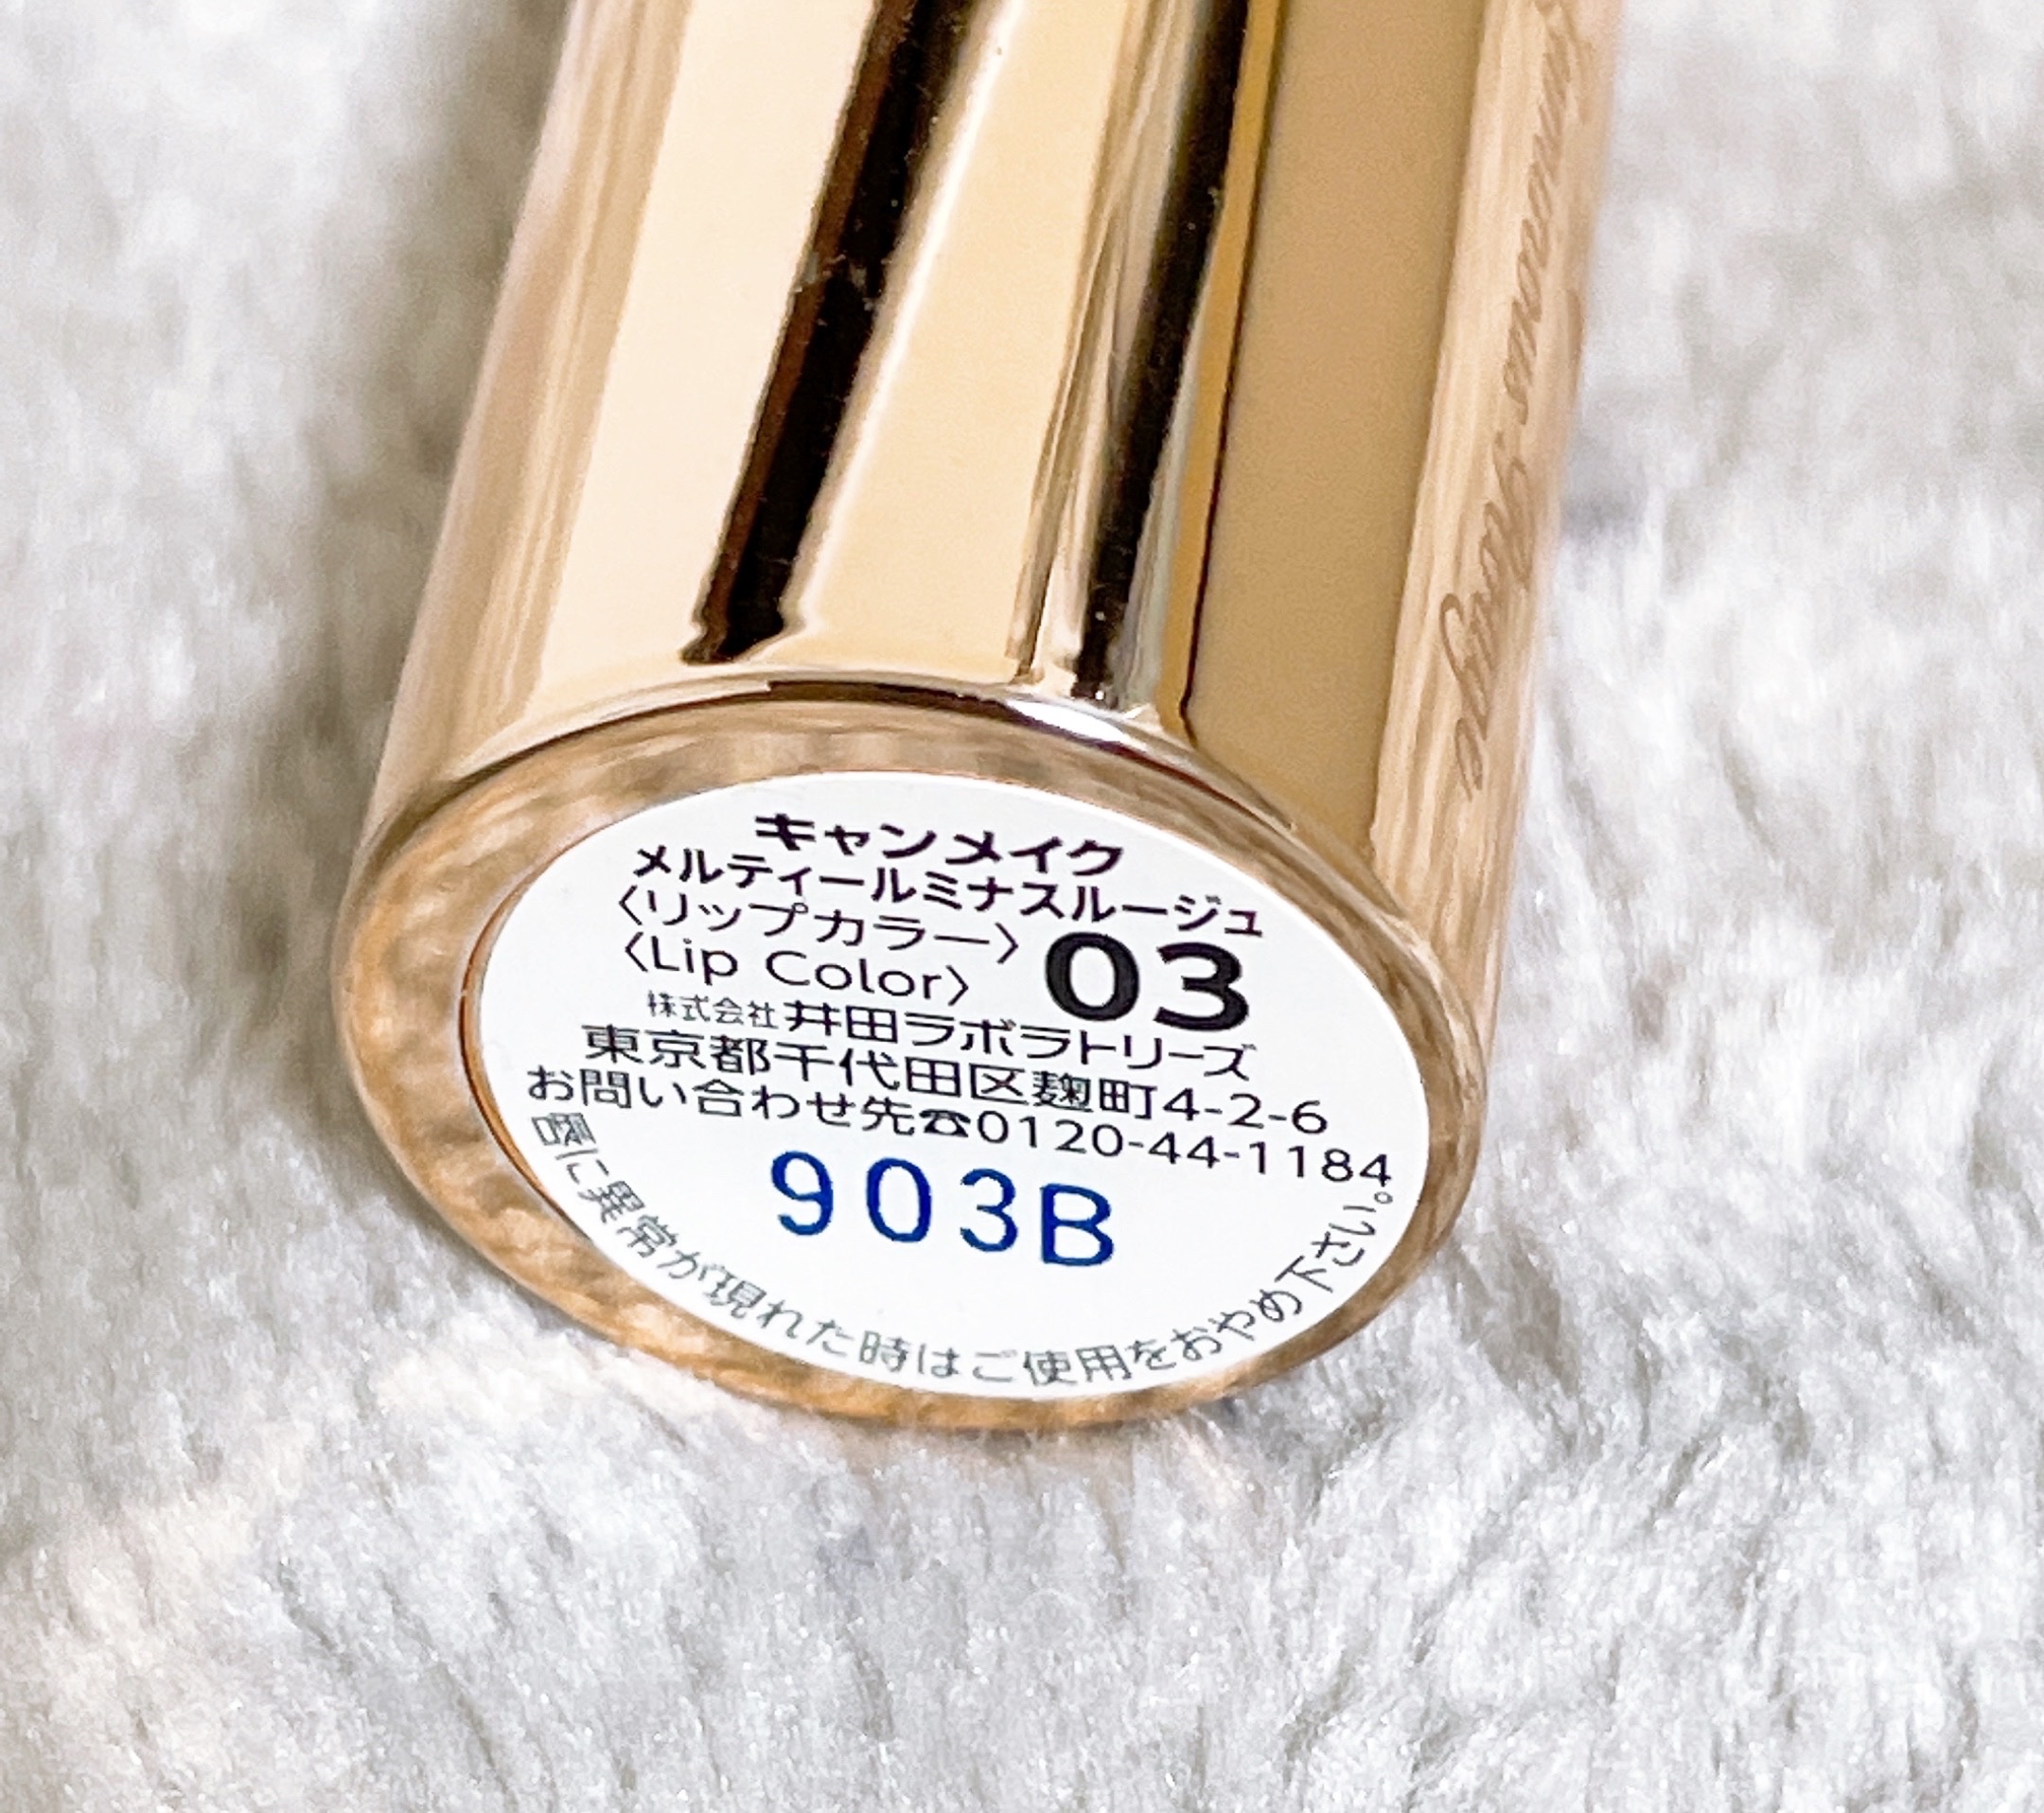 キャンメイク
メルティールミナスルージュ
〈リップカラー〉
〈Lip Color〉
03
株式会社 井田ラボラトリーズ
東京都千代田区麹町4-2-6
お問い合わせ先☎0120-44-1184
903B
唇に異常が現れた時はご使用をおやめ下さい。
Luminous Rouge